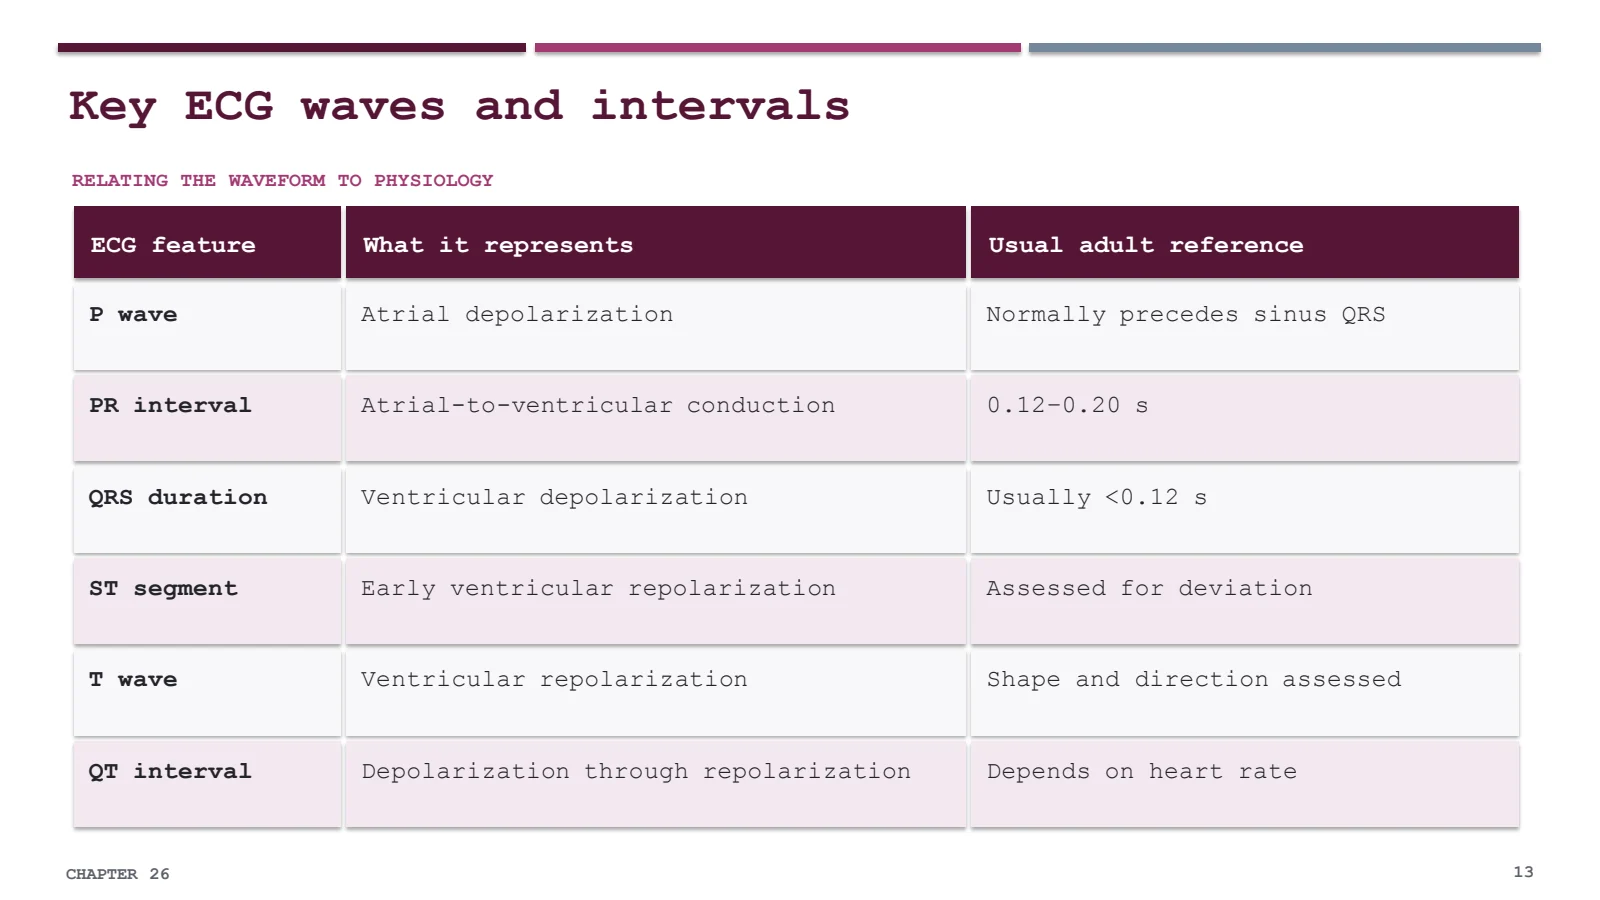 Key ECG waves and intervals
RELATING THE WAVEFORM TO PHYSIOLOGY
ECG feature What it represents Usual adult reference
P wave Atrial depolarization Normally precedes sinus QRS
PR interval Atrial-to-ventricular conduction 0.12–0.20 s
QRS duration Ventricular depolarization Usually <0.12 s
ST segment Early ventricular repolarization Assessed for deviation
T wave Ventricular repolarization Shape and direction assessed
QT interval Depolarization through repolarization Depends on heart rate
CHAPTER 26 13